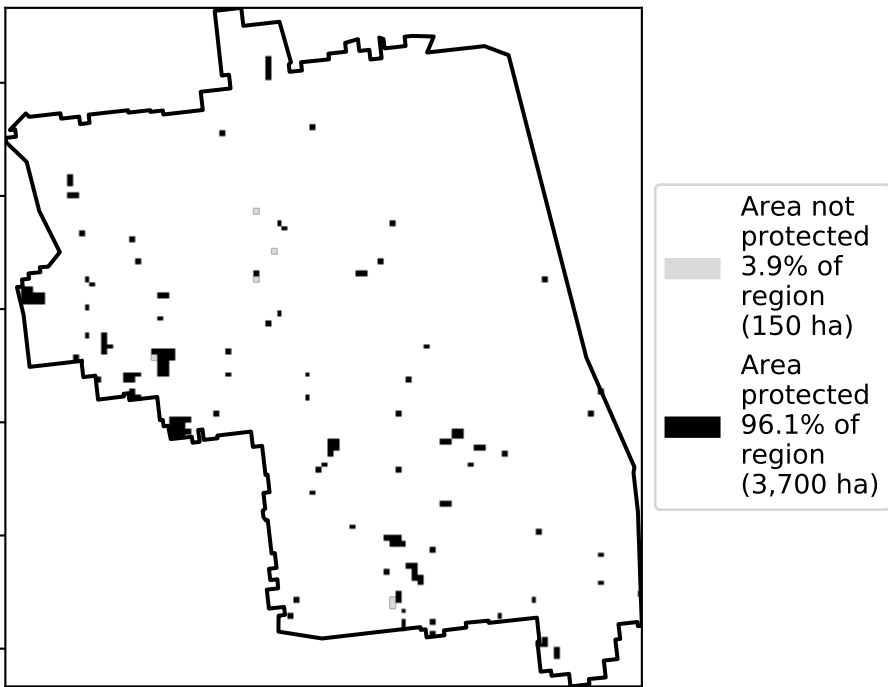 Area not
protected
3.9% of
region
(150 ha)
Area
protected
96.1% of
region
(3,700 ha)